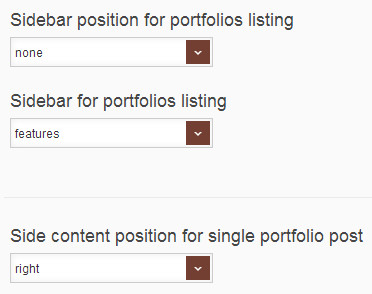 Sidebar position for portfolios listing
none
Sidebar for portfolios listing
features
Side content position for single portfolio post
right